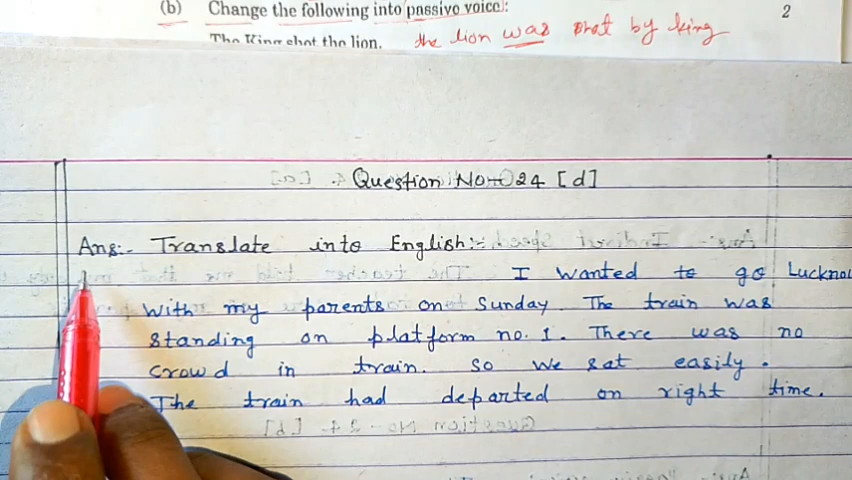 (b) Change the following into passive voice: 2
The King shot the lion. the lion was shot by king
Question No-24 [d]
Ans:- Translate into English:-
I wanted to go Lucknow
with my parents on Sunday. The train was
standing on platform no. 1. There was no
crowd in train. So we sat easily.
The train had departed on right time.